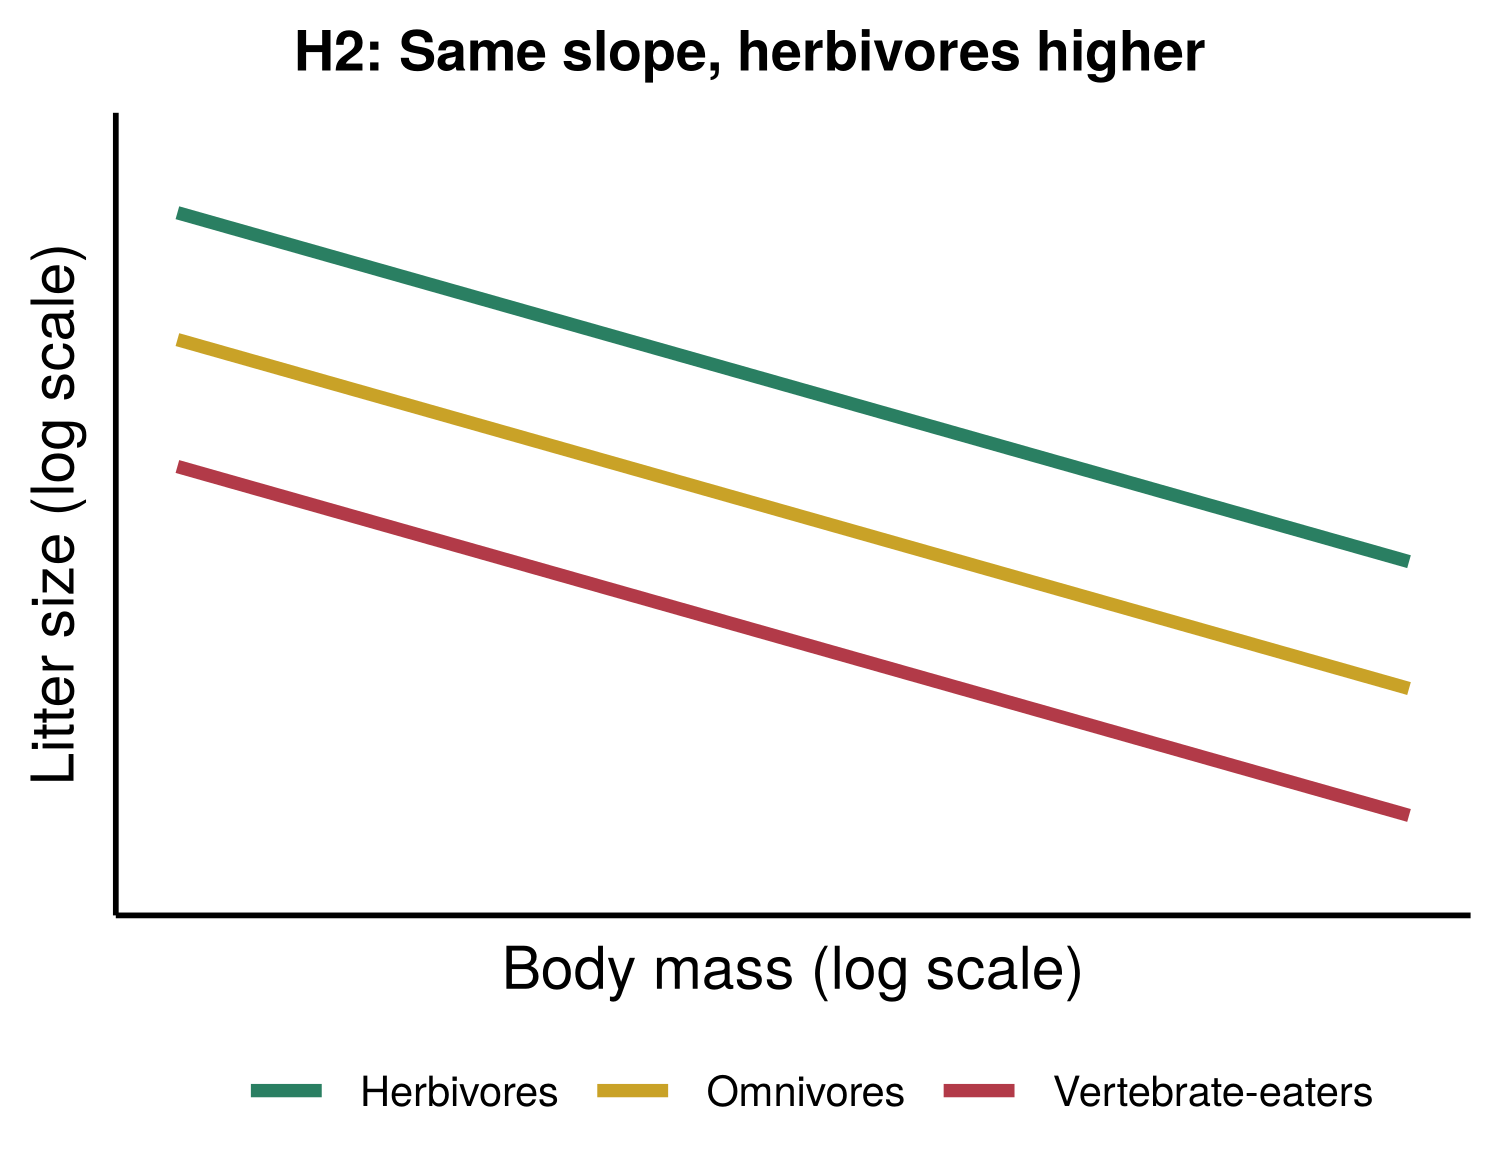 H2: Same slope, herbivores higher
Litter size (log scale)
Body mass (log scale)
Herbivores Omnivores Vertebrate-eaters